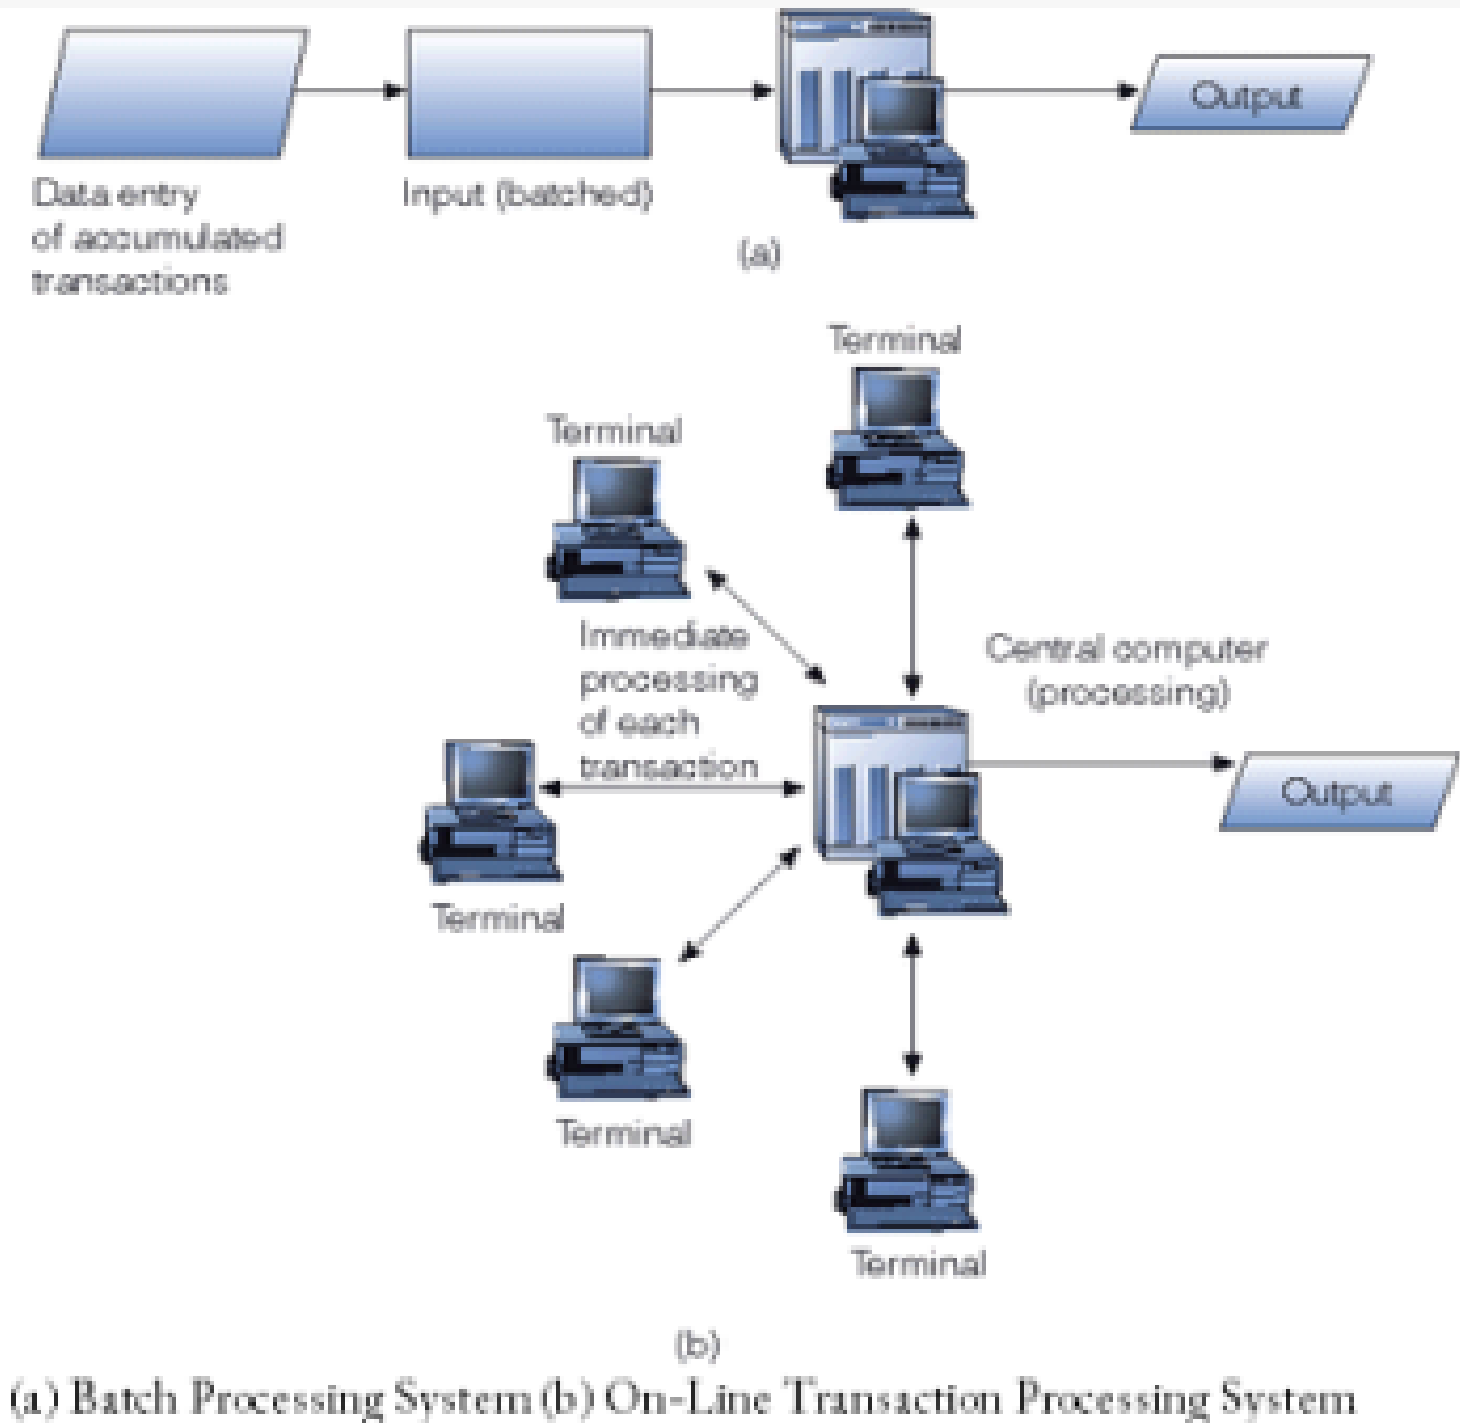 Output
Data entry
of accumulated
transactions
Input (batched)
(a)
Terminal
Terminal
Immediate
processing
of each
transaction
Central computer
(processing)
Output
Terminal
Terminal
Terminal
(b)
(a) Batch Processing System (b) On-Line Transaction Processing System